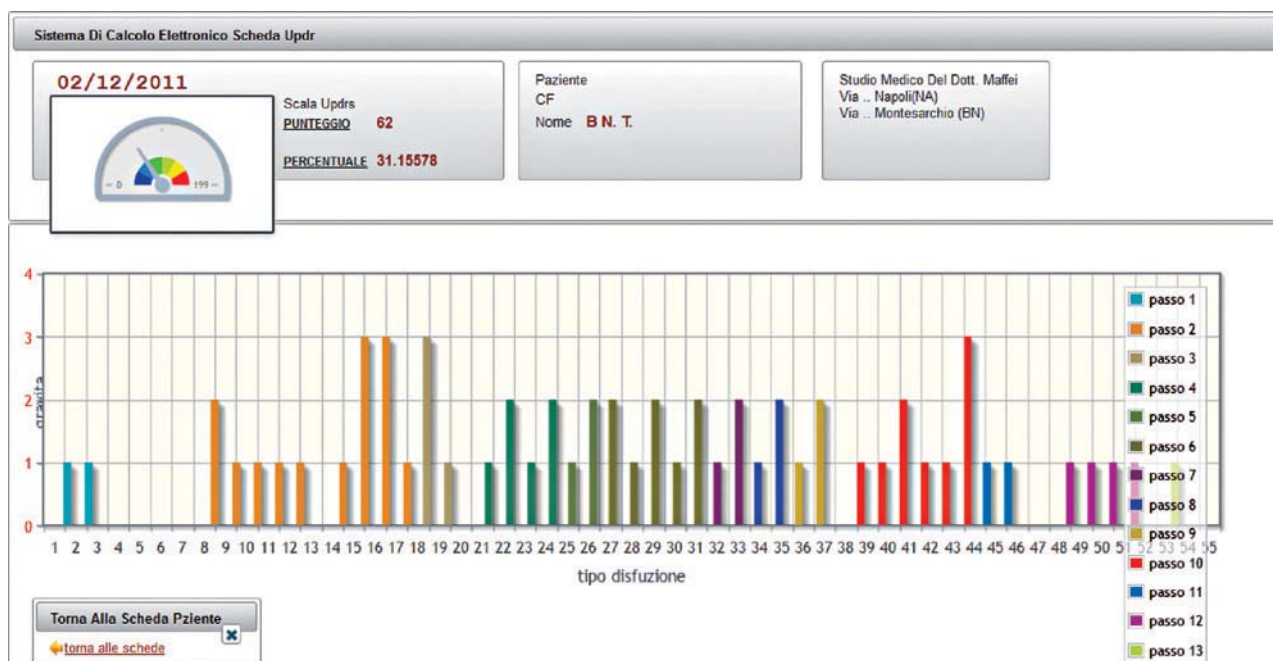 Sistema Di Calcolo Elettronico Scheda Updr
02/12/2011
Scala Updrs
PUNTEGGIO 62
PERCENTUALE 31.15578
0 199
Paziente
CF
Nome B N. T.
Studio Medico Del Dott. Maffei
Via .. Napoli(NA)
Via .. Montesarchio (BN)
4
3
2
1
0
gravita
1 2 3 4 5 6 7 8 9 10 11 12 13 14 15 16 17 18 19 20 21 22 23 24 25 26 27 28 29 30 31 32 33 34 35 36 37 38 39 40 41 42 43 44 45 46 47 48 49 50 51 52 53 54 55
tipo disfuzione
passo 1
passo 2
passo 3
passo 4
passo 5
passo 6
passo 7
passo 8
passo 9
passo 10
passo 11
passo 12
passo 13
Torna Alla Scheda Pziente
torna alle schede